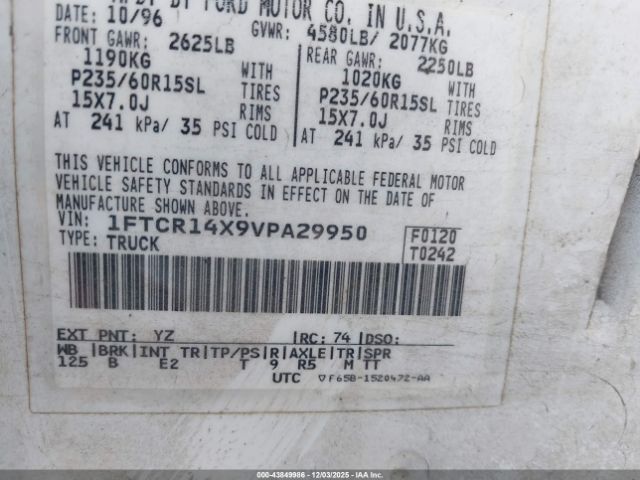 MFD. BY FORD MOTOR CO. IN U.S.A.
DATE: 10/96 GVWR: 4580LB/ 2077KG
FRONT GAWR: 2625LB REAR GAWR: 2250LB
1190KG WITH 1020KG WITH
P235/60R15SL TIRES P235/60R15SL TIRES
15X7.0J RIMS 15X7.0J RIMS
AT 241 kPa/ 35 PSI COLD AT 241 kPa/ 35 PSI COLD
THIS VEHICLE CONFORMS TO ALL APPLICABLE FEDERAL MOTOR
VEHICLE SAFETY STANDARDS IN EFFECT ON THE DATE OF
MANUFACTURE SHOWN ABOVE.
VIN: 1FTCR14X9VPA29950 F0120
TYPE: TRUCK T0242
EXT PNT: YZ RC: 74 DSO:
WB BRK INT TR TP/PS R AXLE TR SPR
125 B E2 T 9 R5 M TT
UTC ▽F65B-1520472-AA
000-43849986 - 12/03/2025 - IAA Inc.